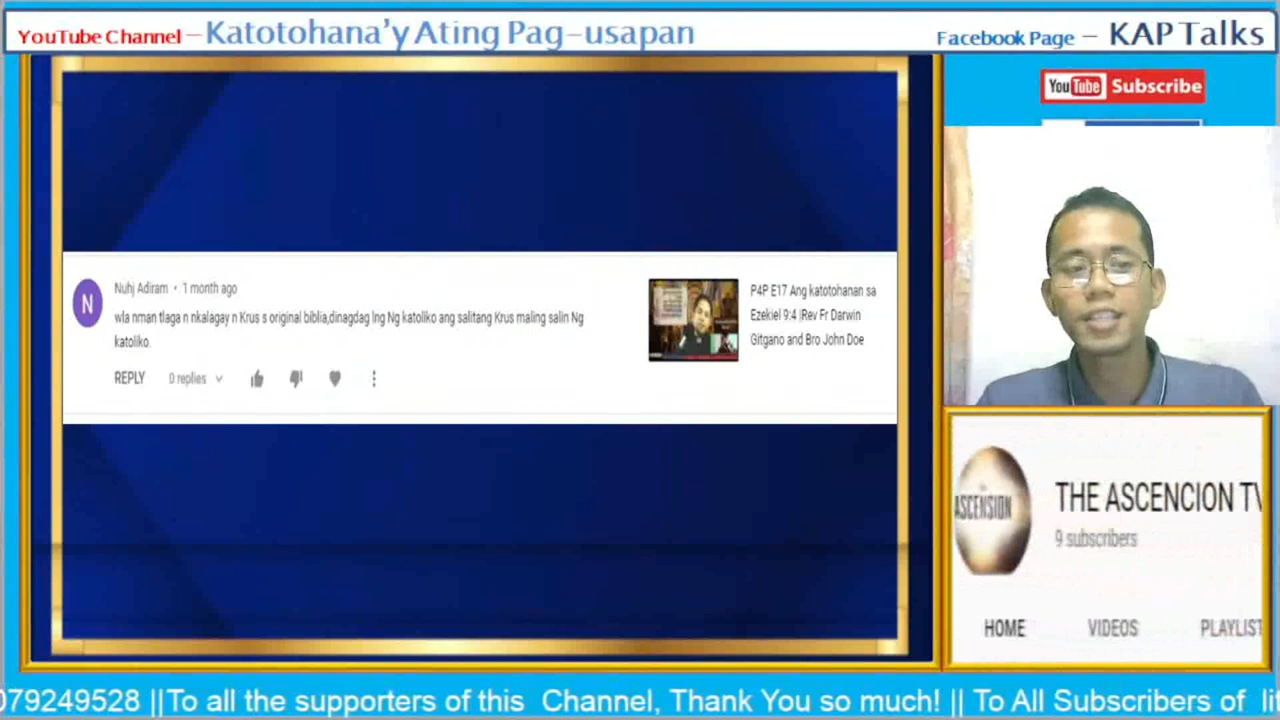 YouTube Channel – Katotohana'y Ating Pag-usapan
Facebook Page – KAP Talks
YouTube Subscribe
N
Nuhj Adiram • 1 month ago
wla nman tlaga n nkalagay n Krus s original biblia,dinagdag lng Ng katoliko ang salitang Krus maling salin Ng
katoliko.
REPLY 0 replies
P4P E17 Ang katotohanan sa
Ezekiel 9:4 |Rev Fr Darwin
Gitgano and Bro John Doe
ASCENSION
THE ASCENCION TV
9 subscribers
HOME VIDEOS PLAYLIST
079249528 ||To all the supporters of this Channel, Thank You so much! || To All Subscribers of